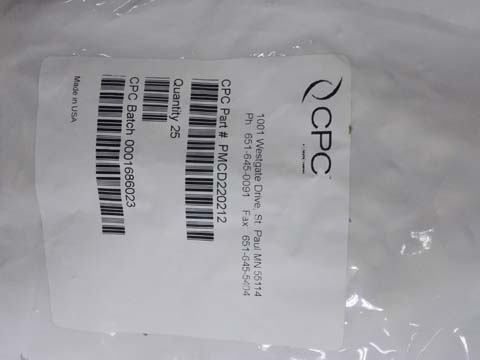 CPC
1001 Westgate Drive, St. Paul MN 55114
Ph 651-645-0091 Fax 651-645-5404
CPC Part # PMCD220212
Quantity 25
CPC Batch 0001686023
Made in USA